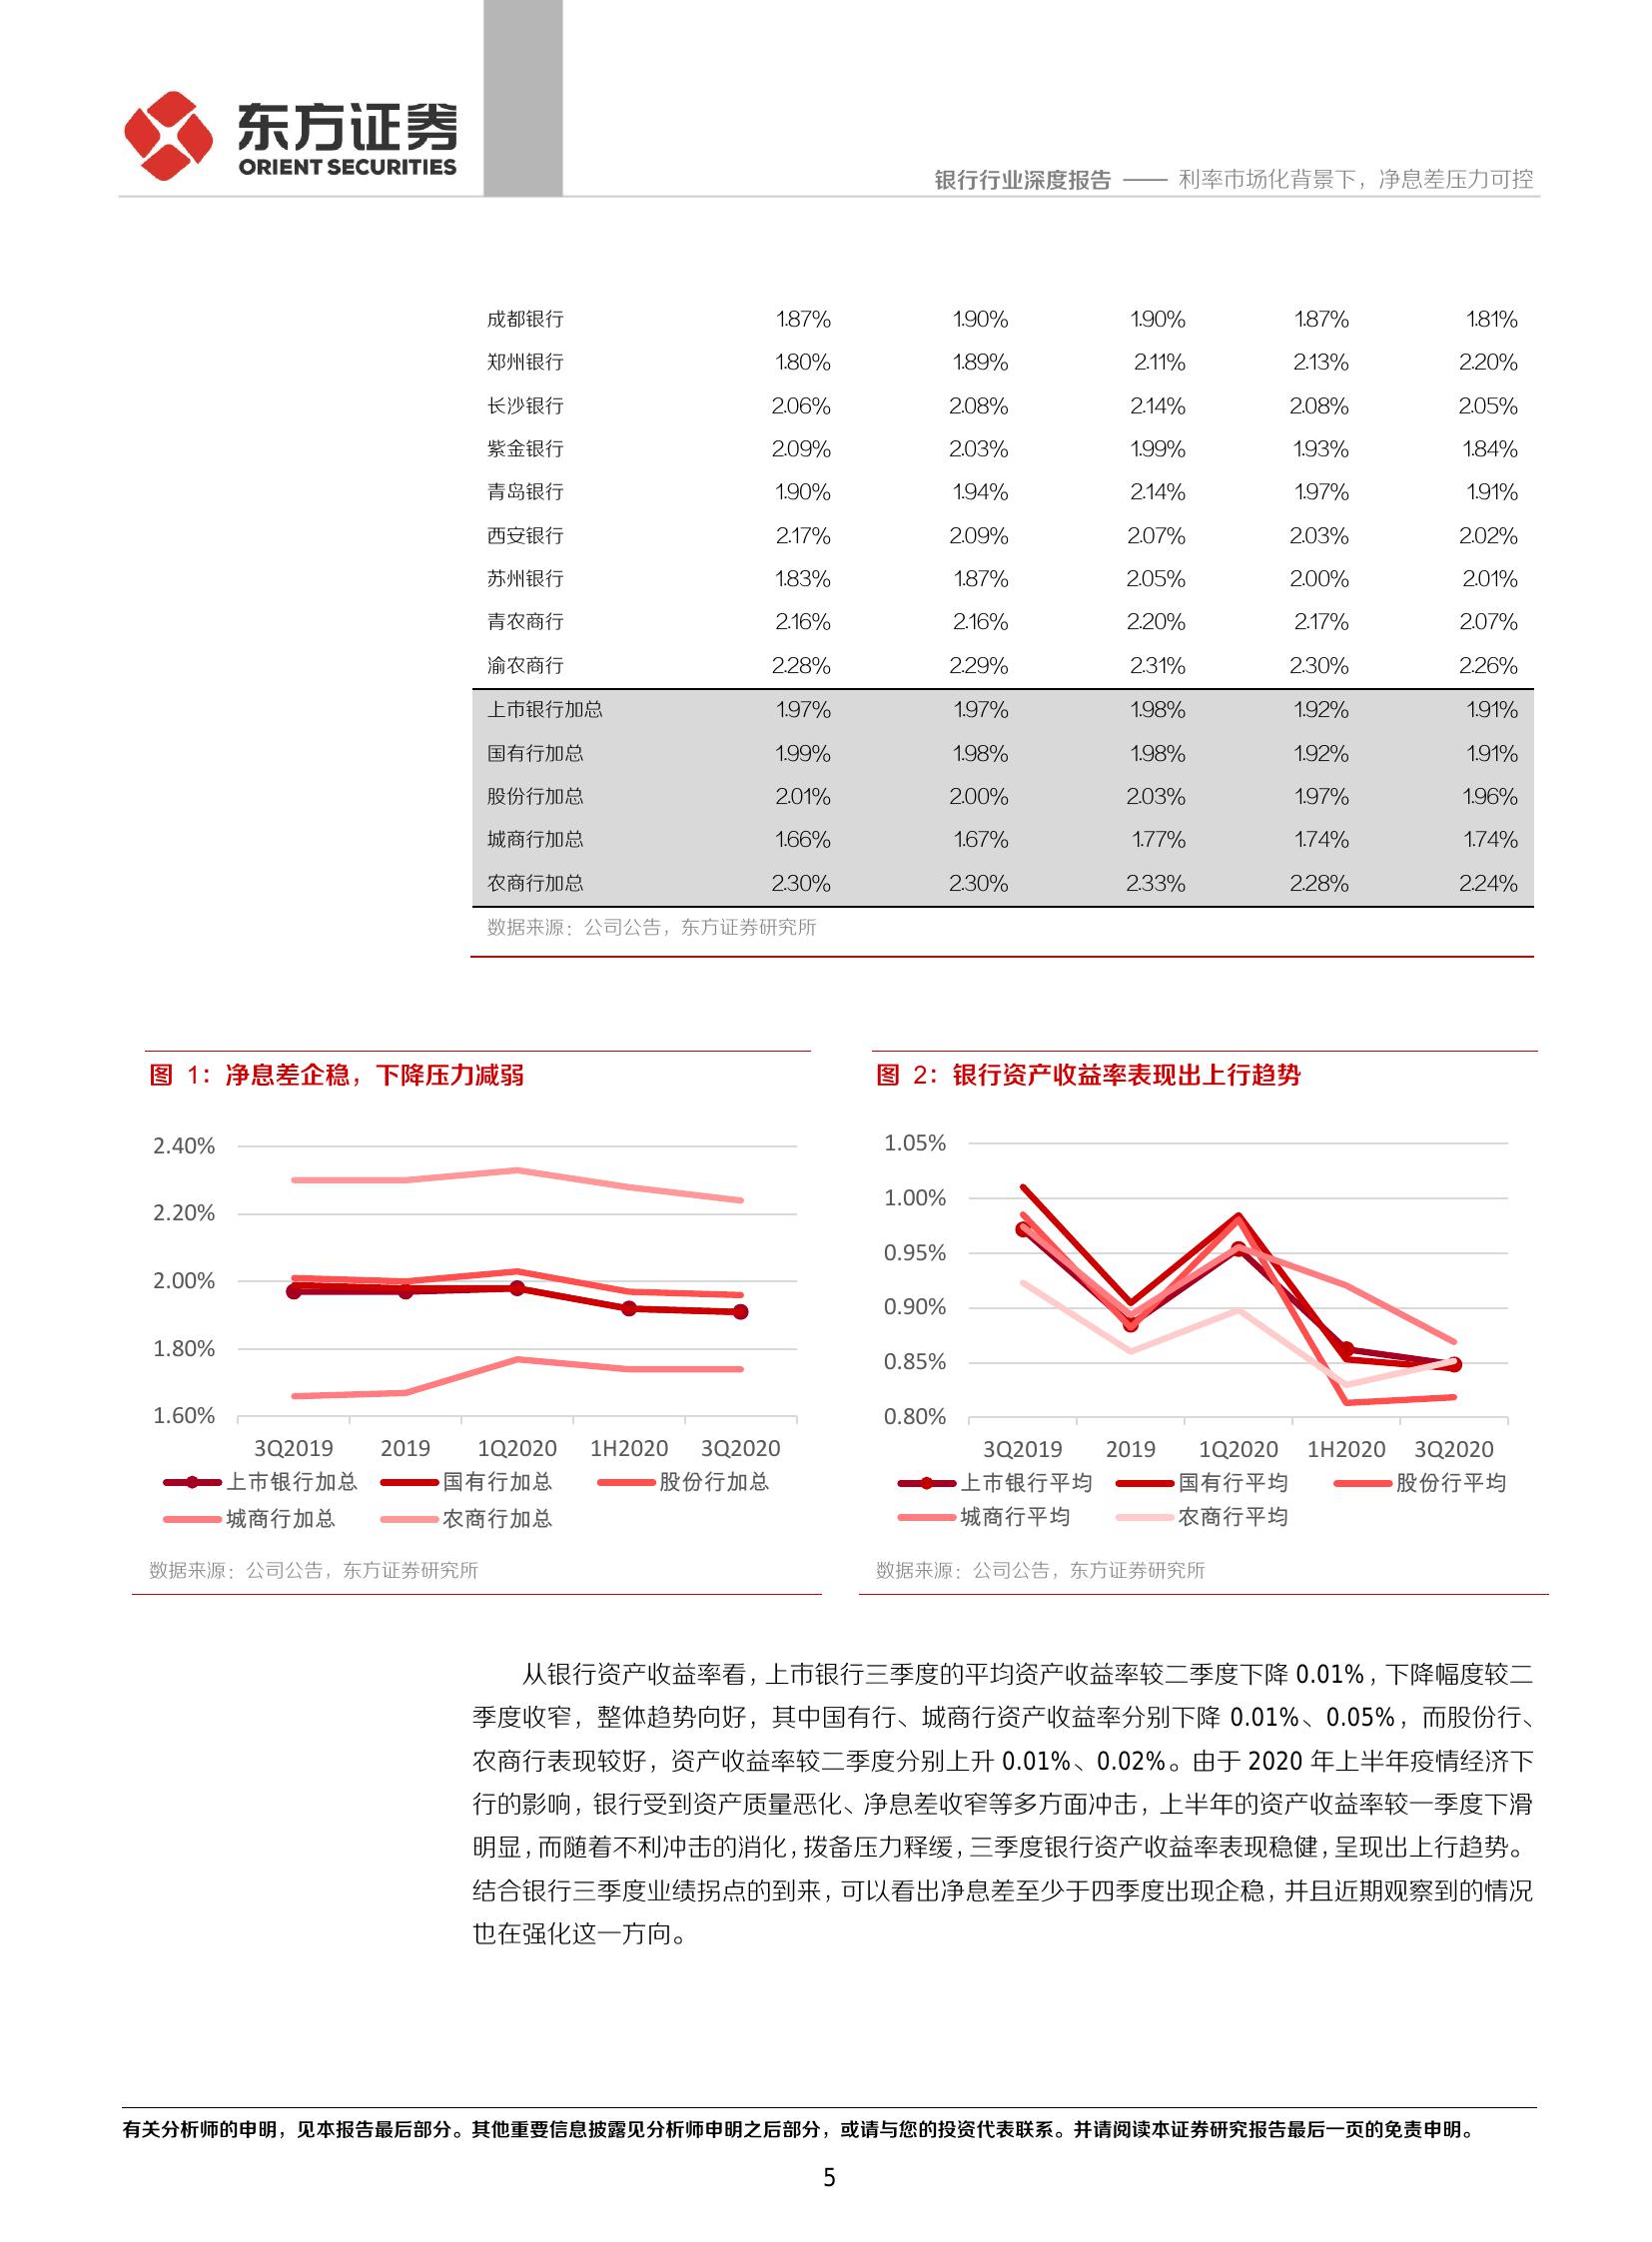 东方证券
ORIENT SECURITIES
银行行业深度报告 —— 利率市场化背景下，净息差压力可控
成都银行 1.87% 1.90% 1.90% 1.87% 1.81%
郑州银行 1.80% 1.89% 2.11% 2.13% 2.20%
长沙银行 2.06% 2.08% 2.14% 2.08% 2.05%
紫金银行 2.09% 2.03% 1.99% 1.93% 1.84%
青岛银行 1.90% 1.94% 2.14% 1.97% 1.91%
西安银行 2.17% 2.09% 2.07% 2.03% 2.02%
苏州银行 1.83% 1.87% 2.05% 2.00% 2.01%
青农商行 2.16% 2.16% 2.20% 2.17% 2.07%
渝农商行 2.28% 2.29% 2.31% 2.30% 2.26%
上市银行加总 1.97% 1.97% 1.98% 1.92% 1.91%
国有行加总 1.99% 1.98% 1.98% 1.92% 1.91%
股份行加总 2.01% 2.00% 2.03% 1.97% 1.96%
城商行加总 1.66% 1.67% 1.77% 1.74% 1.74%
农商行加总 2.30% 2.30% 2.33% 2.28% 2.24%
数据来源：公司公告，东方证券研究所
图 1：净息差企稳，下降压力减弱
2.40%
2.20%
2.00%
1.80%
1.60%
3Q2019 2019 1Q2020 1H2020 3Q2020
上市银行加总 国有行加总 股份行加总
城商行加总 农商行加总
数据来源：公司公告，东方证券研究所
图 2：银行资产收益率表现出上行趋势
1.05%
1.00%
0.95%
0.90%
0.85%
0.80%
3Q2019 2019 1Q2020 1H2020 3Q2020
上市银行平均 国有行平均 股份行平均
城商行平均 农商行平均
数据来源：公司公告，东方证券研究所
从银行资产收益率看，上市银行三季度的平均资产收益率较二季度下降 0.01%，下降幅度较二
季度收窄，整体趋势向好，其中国有行、城商行资产收益率分别下降 0.01%、0.05%，而股份行、
农商行表现较好，资产收益率较二季度分别上升 0.01%、0.02%。由于 2020 年上半年疫情经济下
行的影响，银行受到资产质量恶化、净息差收窄等多方面冲击，上半年的资产收益率较一季度下滑
明显，而随着不利冲击的消化，拨备压力释缓，三季度银行资产收益率表现稳健，呈现出上行趋势。
结合银行三季度业绩拐点的到来，可以看出净息差至少于四季度出现企稳，并且近期观察到的情况
也在强化这一方向。
有关分析师的申明，见本报告最后部分。其他重要信息披露见分析师申明之后部分，或请与您的投资代表联系。并请阅读本证券研究报告最后一页的免责申明。
5